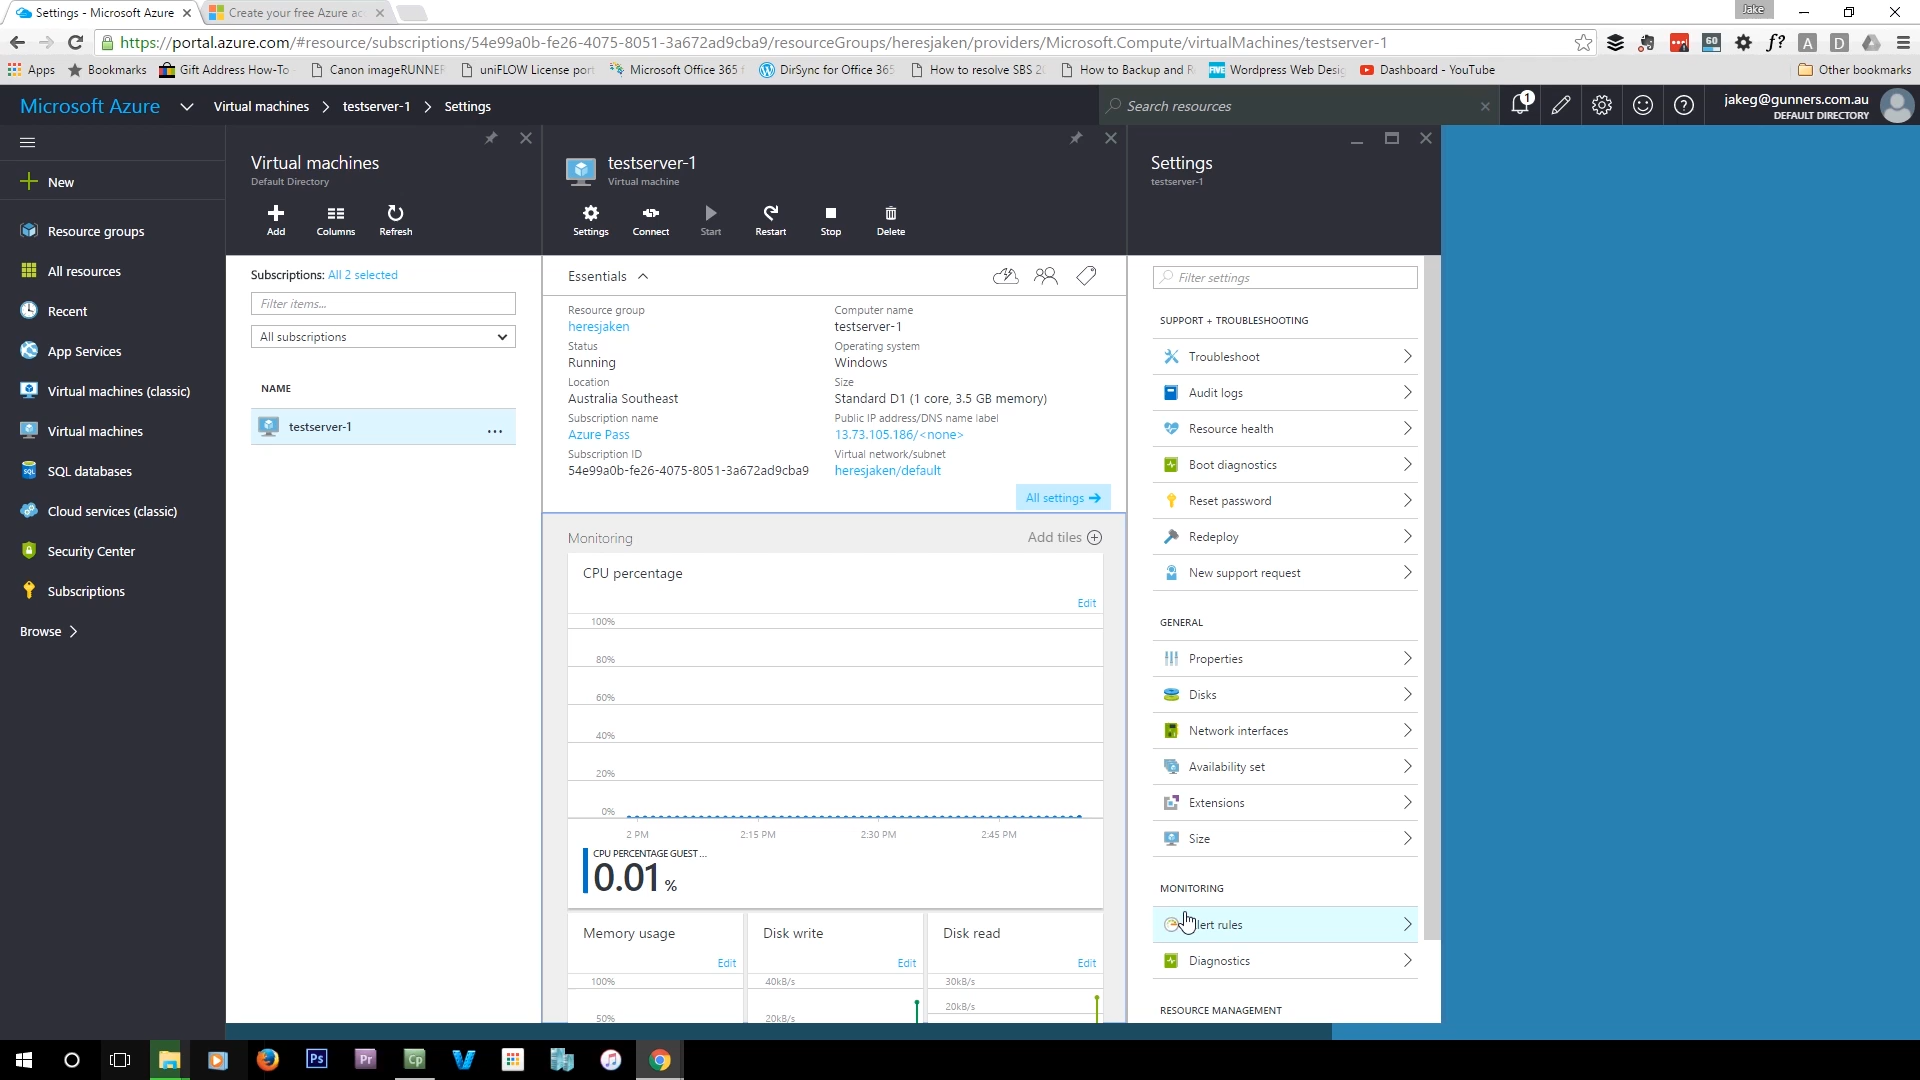 Settings - Microsoft Azure
Create your free Azure ac
Jake
https://portal.azure.com/#resource/subscriptions/54e99a0b-fe26-4075-8051-3a672ad9cba9/resourceGroups/heresjaken/providers/Microsoft.Compute/virtualMachines/testserver-1
60
f?
A
D
Apps
Bookmarks
Gift Address How-To
Canon imageRUNNER
uniFLOW License port
Microsoft Office 365
DirSync for Office 365
How to resolve SBS 20
How to Backup and R
FIVE
Wordpress Web Desig
Dashboard - YouTube
Other bookmarks
Microsoft Azure
Virtual machines > testserver-1 > Settings
Search resources
1
jakeg@gunners.com.au
DEFAULT DIRECTORY
New
Resource groups
All resources
Recent
App Services
Virtual machines (classic)
Virtual machines
SQL databases
Cloud services (classic)
Security Center
Subscriptions
Browse >
Virtual machines
Default Directory
Add
Columns
Refresh
Subscriptions: All 2 selected
Filter items...
All subscriptions
NAME
testserver-1
...
testserver-1
Virtual machine
Settings
Connect
Start
Restart
Stop
Delete
Essentials
Resource group
heresjaken
Status
Running
Location
Australia Southeast
Subscription name
Azure Pass
Subscription ID
54e99a0b-fe26-4075-8051-3a672ad9cba9
Computer name
testserver-1
Operating system
Windows
Size
Standard D1 (1 core, 3.5 GB memory)
Public IP address/DNS name label
13.73.105.186/<none>
Virtual network/subnet
heresjaken/default
All settings →
Monitoring
Add tiles
CPU percentage
Edit
100%
80%
60%
40%
20%
0%
2 PM
2:15 PM
2:30 PM
2:45 PM
CPU PERCENTAGE GUEST ...
0.01 %
Memory usage
Edit
100%
50%
Disk write
Edit
40kB/s
20kB/s
Disk read
Edit
30kB/s
20kB/s
Settings
testserver-1
Filter settings
SUPPORT + TROUBLESHOOTING
Troubleshoot
Audit logs
Resource health
Boot diagnostics
Reset password
Redeploy
New support request
GENERAL
Properties
Disks
Network interfaces
Availability set
Extensions
Size
MONITORING
lert rules
Diagnostics
RESOURCE MANAGEMENT
Ps
Pr
Cp